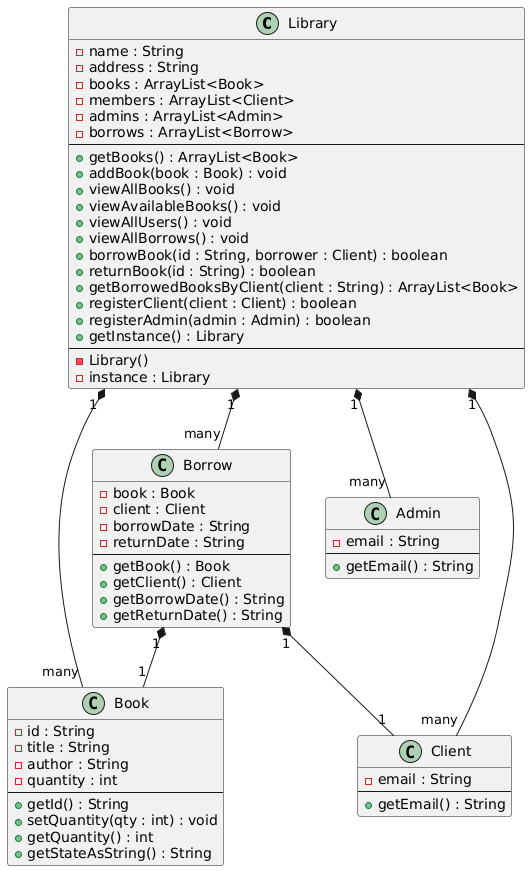 C Library
name : String
address : String
books : ArrayList<Book>
members : ArrayList<Client>
admins : ArrayList<Admin>
borrows : ArrayList<Borrow>
getBooks() : ArrayList<Book>
addBook(book : Book) : void
viewAllBooks() : void
viewAvailableBooks() : void
viewAllUsers() : void
viewAllBorrows() : void
borrowBook(id : String, borrower : Client) : boolean
returnBook(id : String) : boolean
getBorrowedBooksByClient(client : String) : ArrayList<Book>
registerClient(client : Client) : boolean
registerAdmin(admin : Admin) : boolean
getInstance() : Library
Library()
instance : Library
1 1 1 1
many
C Borrow
book : Book
client : Client
borrowDate : String
returnDate : String
getBook() : Book
getClient() : Client
getBorrowDate() : String
getReturnDate() : String
many
C Admin
email : String
getEmail() : String
1 1
many 1
C Book
id : String
title : String
author : String
quantity : int
getId() : String
setQuantity(qty : int) : void
getQuantity() : int
getStateAsString() : String
1 many
C Client
email : String
getEmail() : String